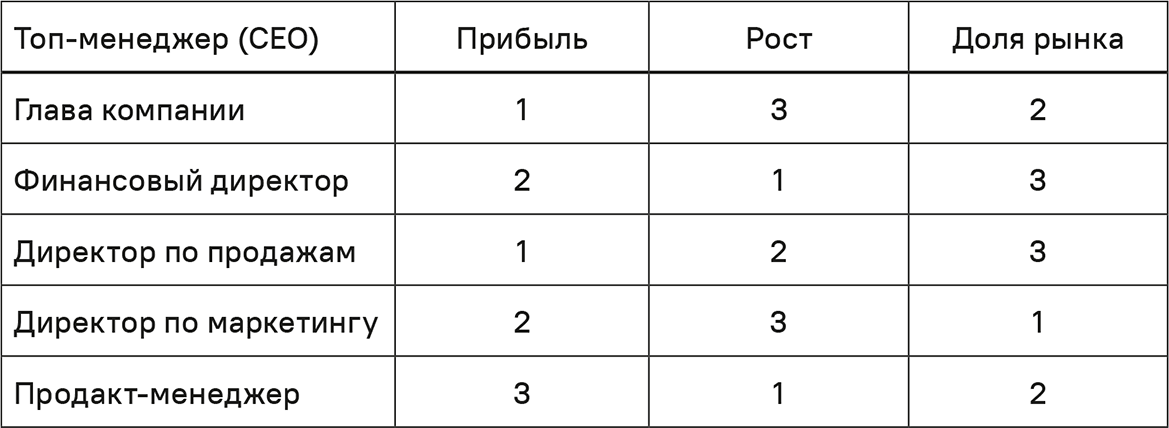 Топ-менеджер (CEO) Прибыль Рост Доля рынка
Глава компании 1 3 2
Финансовый директор 2 1 3
Директор по продажам 1 2 3
Директор по маркетингу 2 3 1
Продакт-менеджер 3 1 2